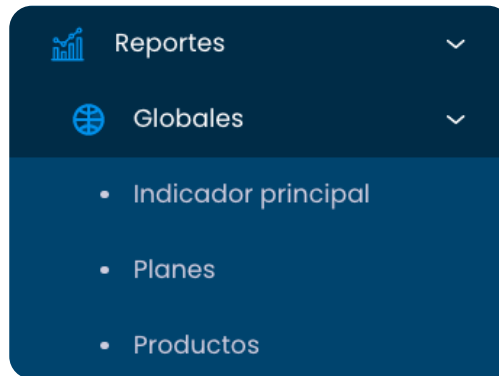 Reportes
Globales
Indicador principal
Planes
Productos